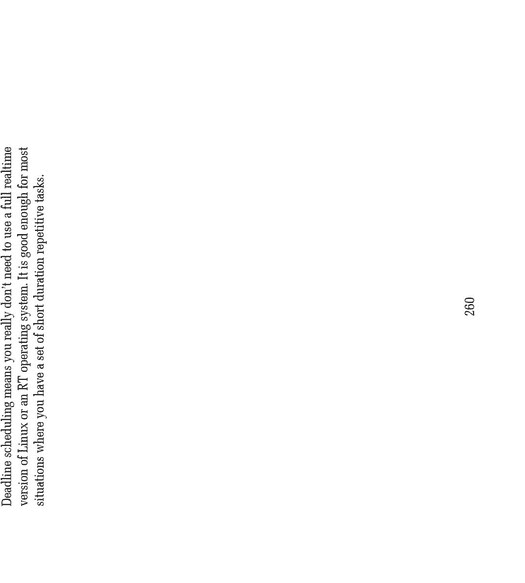 Deadline scheduling means you really don't need to use a full realtime
version of Linux or an RT operating system. It is good enough for most
situations where you have a set of short duration repetitive tasks.
260